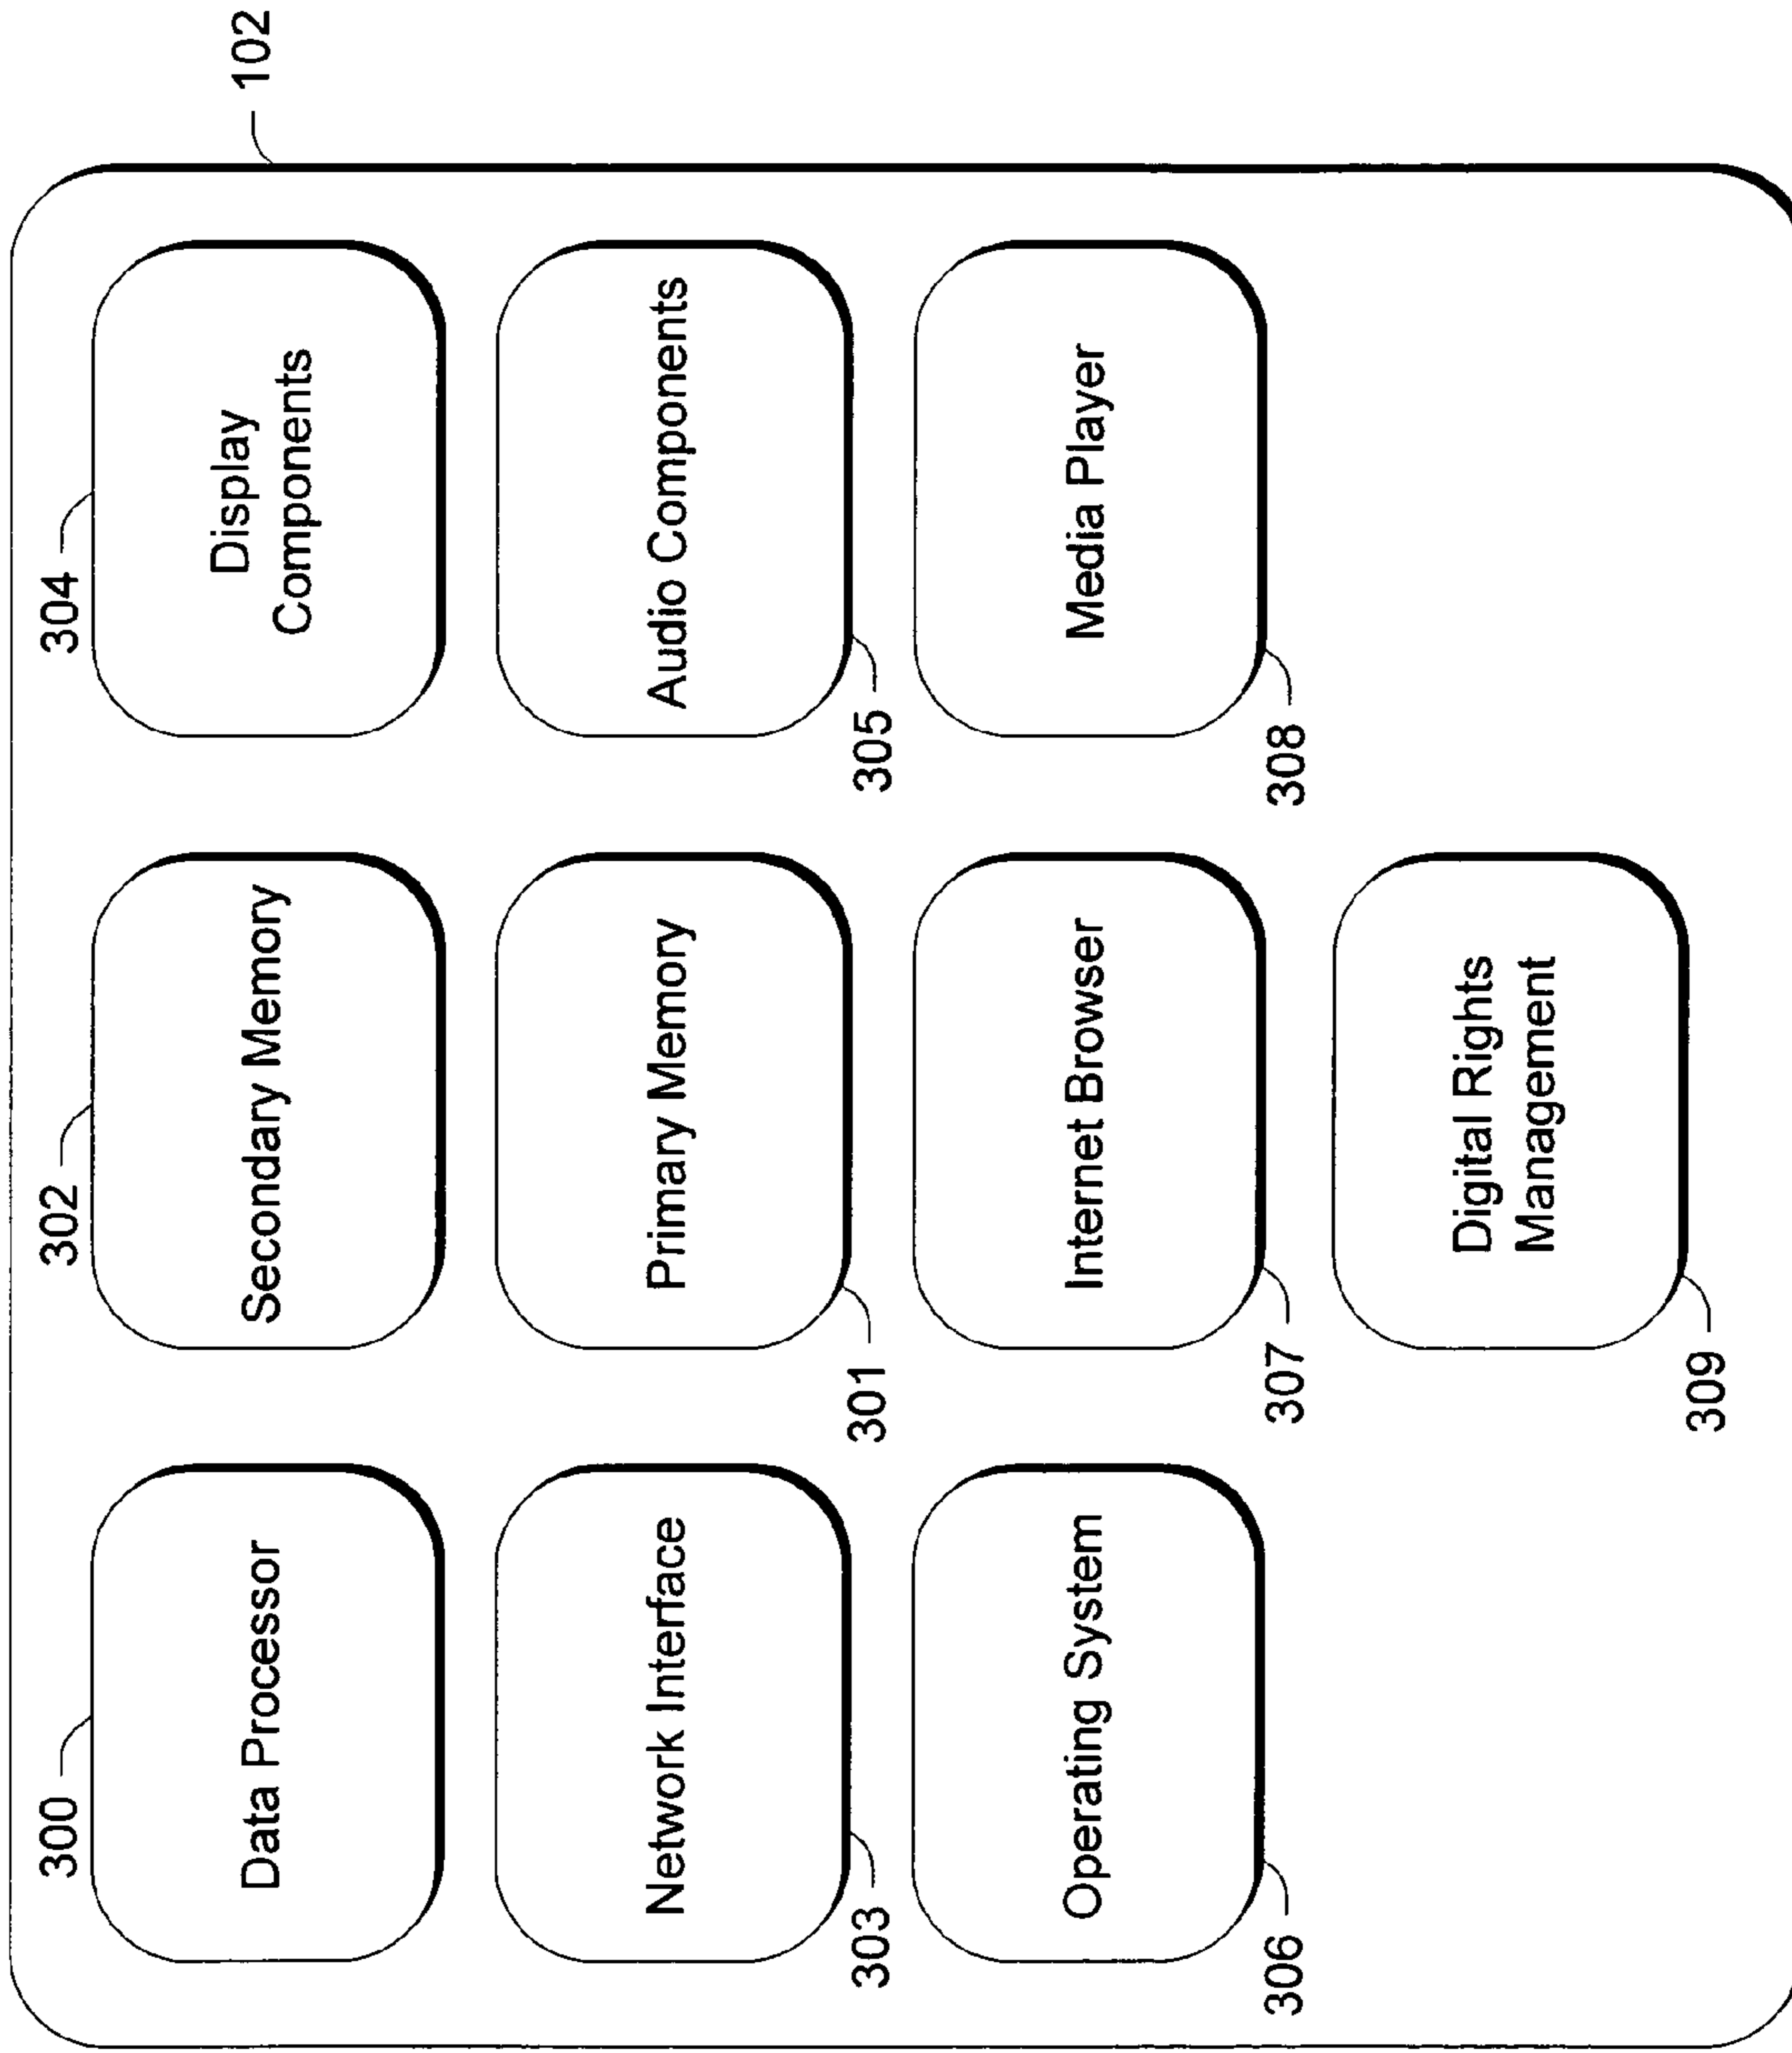 102
300
302
304
Data Processor
Secondary Memory
Display
Components
Network Interface
Primary Memory
Audio Components
303
301
305
Operating System
Internet Browser
Media Player
306
307
308
Digital Rights
Management
309